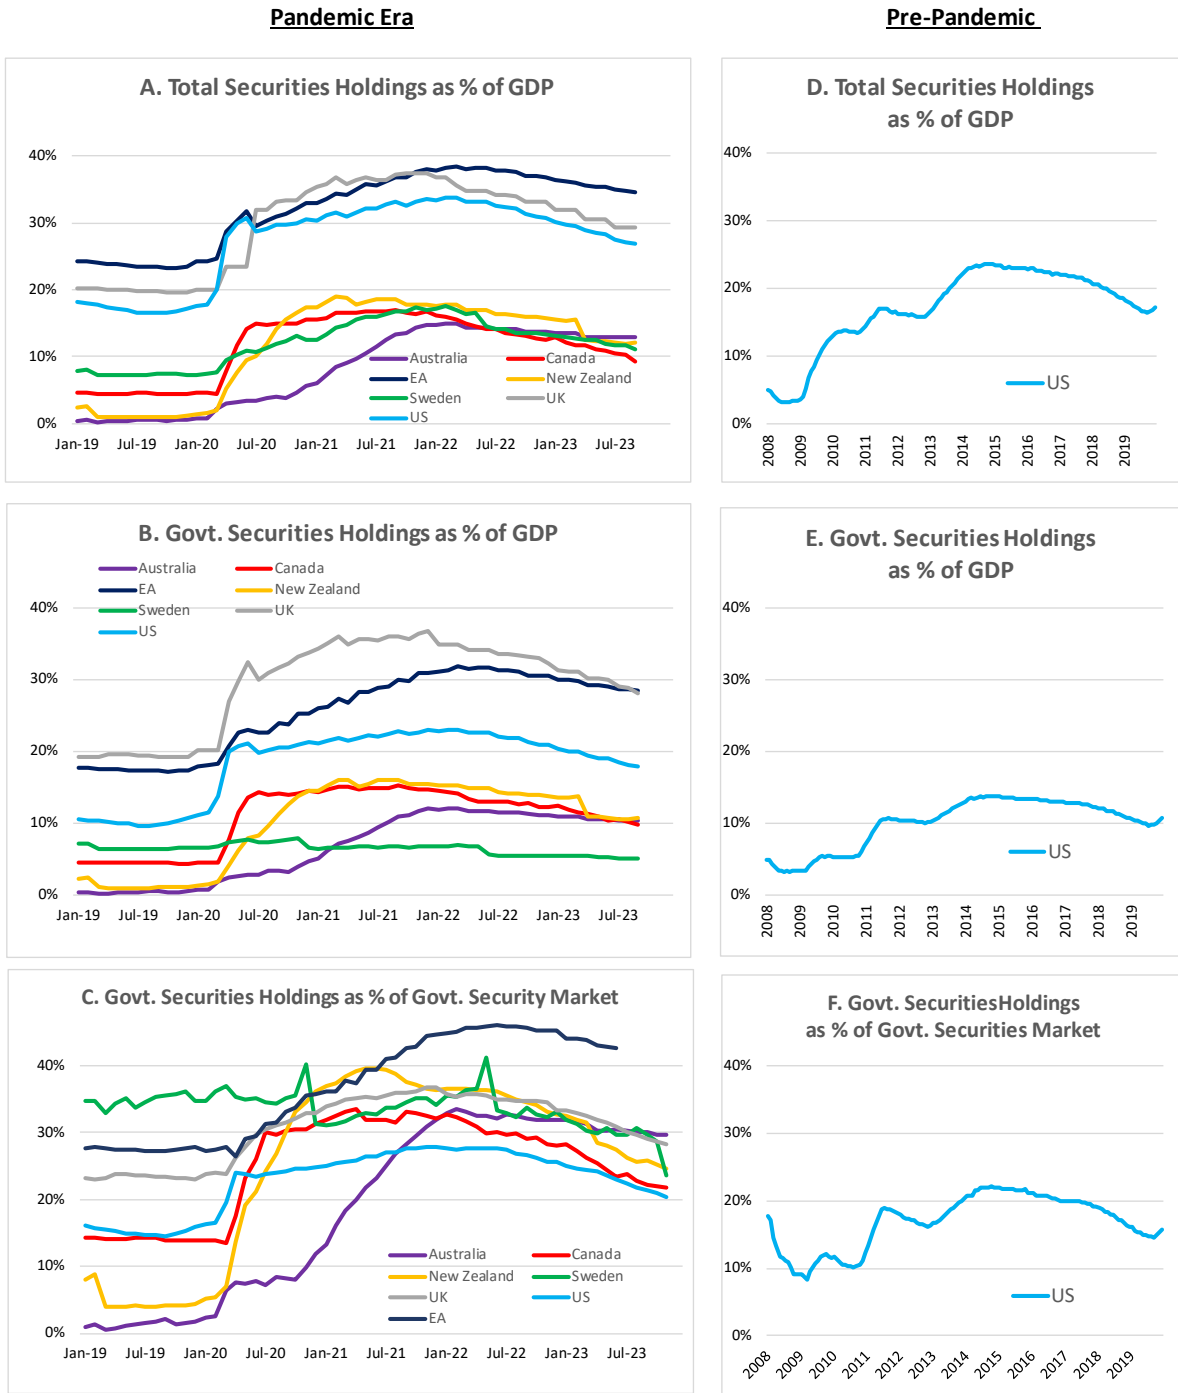 Pandemic Era
Pre-Pandemic
A. Total Securities Holdings as % of GDP
40%
30%
20%
10%
0%
Australia
Canada
EA
New Zealand
Sweden
UK
US
Jan-19
Jul-19
Jan-20
Jul-20
Jan-21
Jul-21
Jan-22
Jul-22
Jan-23
Jul-23
D. Total Securities Holdings
as % of GDP
40%
30%
20%
10%
0%
US
2008
2009
2010
2011
2012
2013
2014
2015
2016
2017
2018
2019
B. Govt. Securities Holdings as % of GDP
Australia
Canada
EA
New Zealand
Sweden
UK
US
40%
30%
20%
10%
0%
Jan-19
Jul-19
Jan-20
Jul-20
Jan-21
Jul-21
Jan-22
Jul-22
Jan-23
Jul-23
E. Govt. Securities Holdings
as % of GDP
40%
30%
20%
10%
0%
US
2008
2009
2010
2011
2012
2013
2014
2015
2016
2017
2018
2019
C. Govt. Securities Holdings as % of Govt. Security Market
40%
30%
20%
10%
0%
Australia
Canada
New Zealand
Sweden
UK
US
EA
Jan-19
Jul-19
Jan-20
Jul-20
Jan-21
Jul-21
Jan-22
Jul-22
Jan-23
Jul-23
F. Govt. SecuritiesHoldings
as % of Govt. Securities Market
40%
30%
20%
10%
0%
US
2008
2009
2010
2011
2012
2013
2014
2015
2016
2017
2018
2019